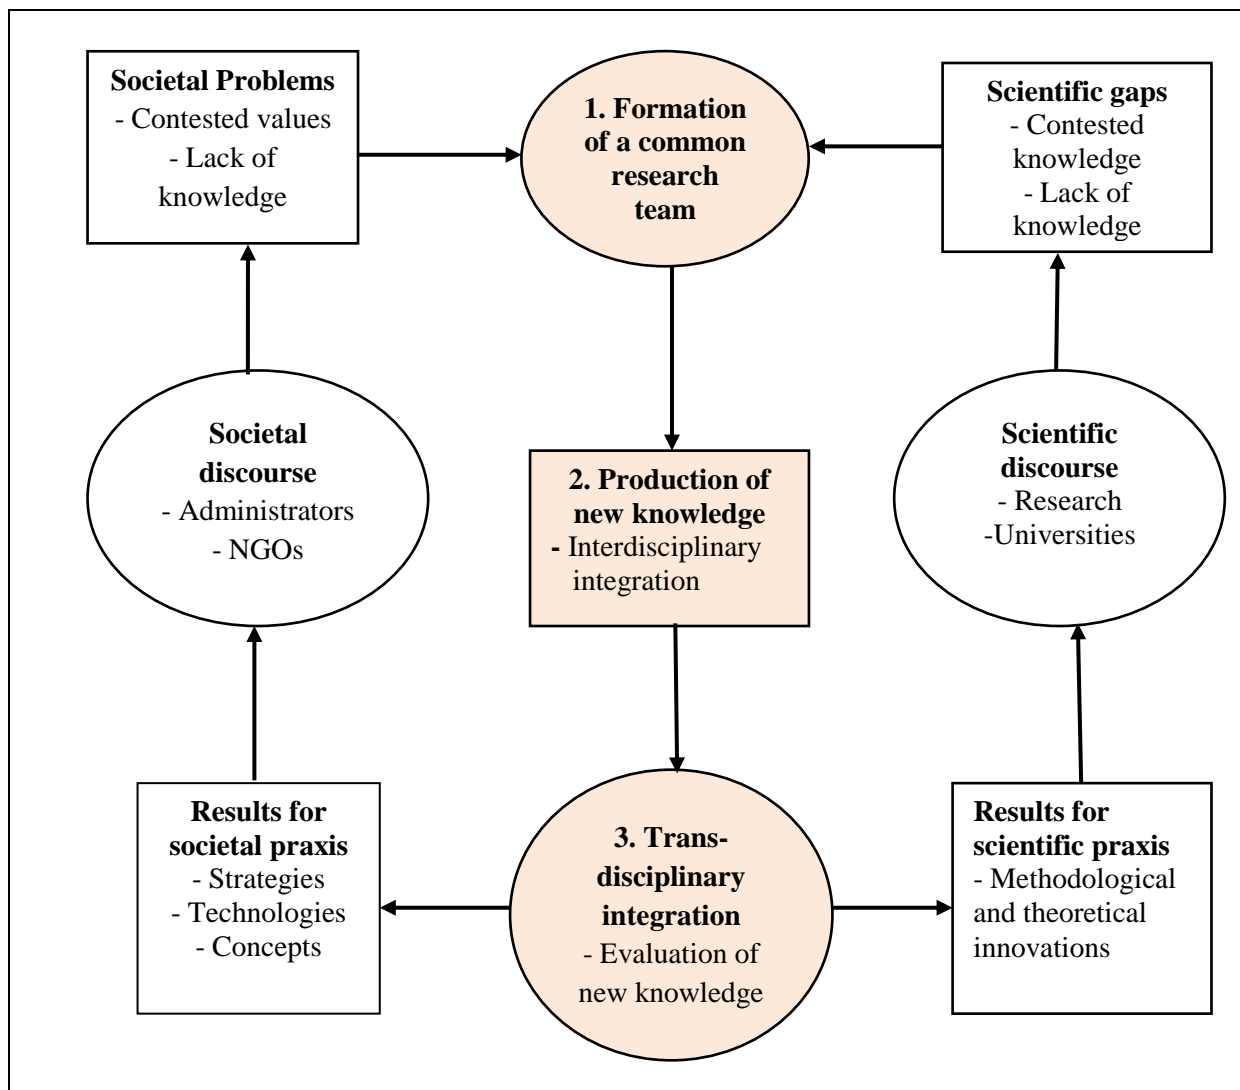 Societal Problems
- Contested values
- Lack of
knowledge
1. Formation
of a common
research
team
Scientific gaps
- Contested
knowledge
- Lack of
knowledge
Societal
discourse
- Administrators
- NGOs
2. Production of
new knowledge
- Interdisciplinary
integration
Scientific
discourse
- Research
-Universities
Results for
societal praxis
- Strategies
- Technologies
- Concepts
3. Trans-
disciplinary
integration
- Evaluation of
new knowledge
Results for
scientific praxis
- Methodological
and theoretical
innovations